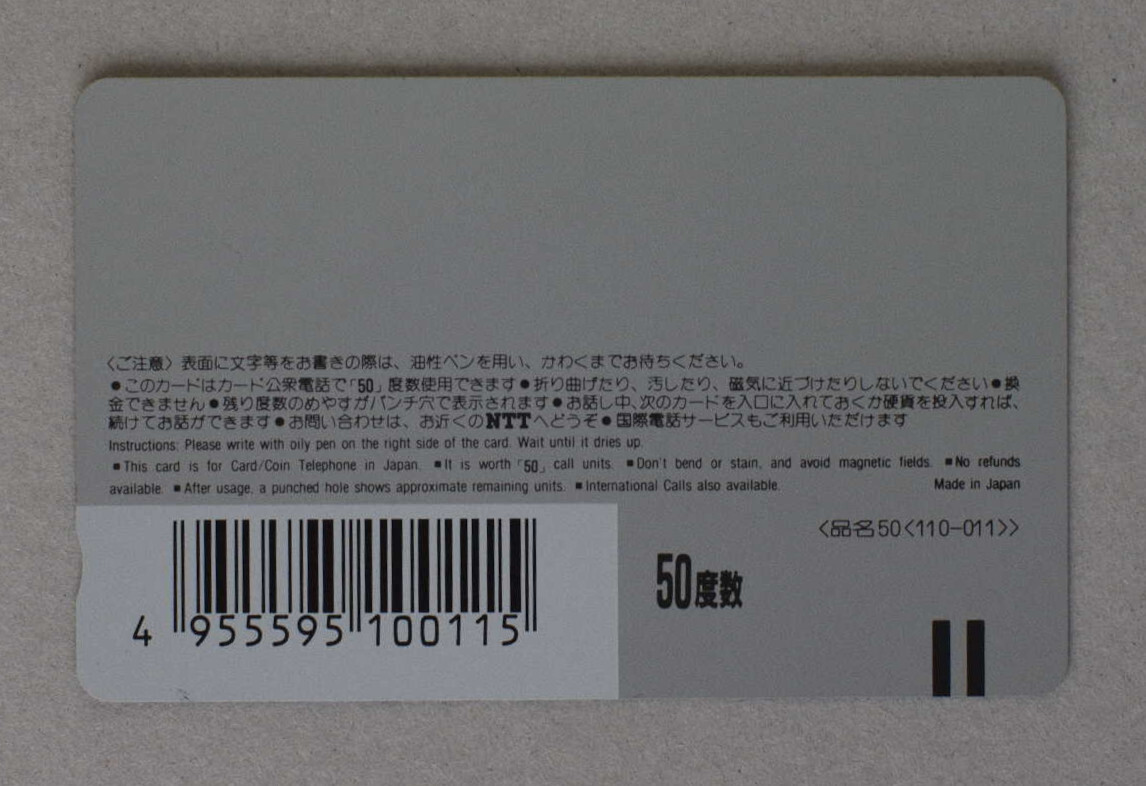 〈ご注意〉表面に文字等をお書きの際は、油性ペンを用い、かわくまでお待ちください。
●このカードはカード公衆電話で「50」度数使用できます●折り曲げたり、汚したり、磁気に近づけたりしないでください●換
金できません●残り度数のめやすがパンチ穴で表示されます●お話し中、次のカードを入口に入れておくか硬貨を投入すれば、
続けてお話ができます●お問い合わせは、お近くのNTTへどうぞ●国際電話サービスもご利用いただけます
Instructions: Please write with oily pen on the right side of the card. Wait until it dries up.
■This card is for Card/Coin Telephone in Japan. ■It is worth「50」call units. ■Don't bend or stain, and avoid magnetic fields. ■No refunds
available. ■After usage, a punched hole shows approximate remaining units. ■International Calls also available. Made in Japan
〈品名50〈110-011〉〉
50度数
4 955595 100115